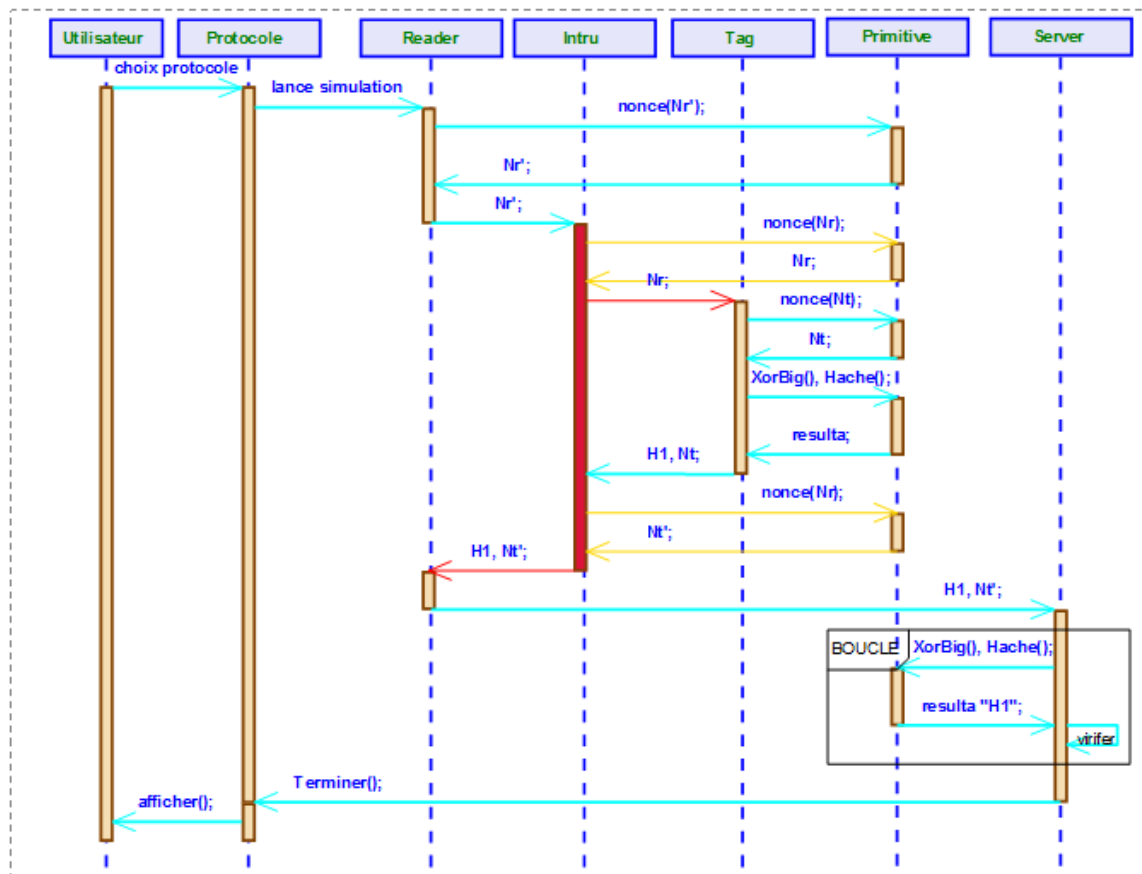 Utilisateur
Protocole
Reader
Intru
Tag
Primitive
Server
choix protocole
lance simulation
nonce(Nr');
Nr';
Nr';
nonce(Nr);
Nr;
Nr;
nonce(Nt);
Nt;
XorBig(), Hache();
resulta;
H1, Nt;
nonce(Nr);
Nt';
H1, Nt';
H1, Nt';
BOUCLE
XorBig(), Hache();
resulta "H1";
virifer
Terminer();
afficher();